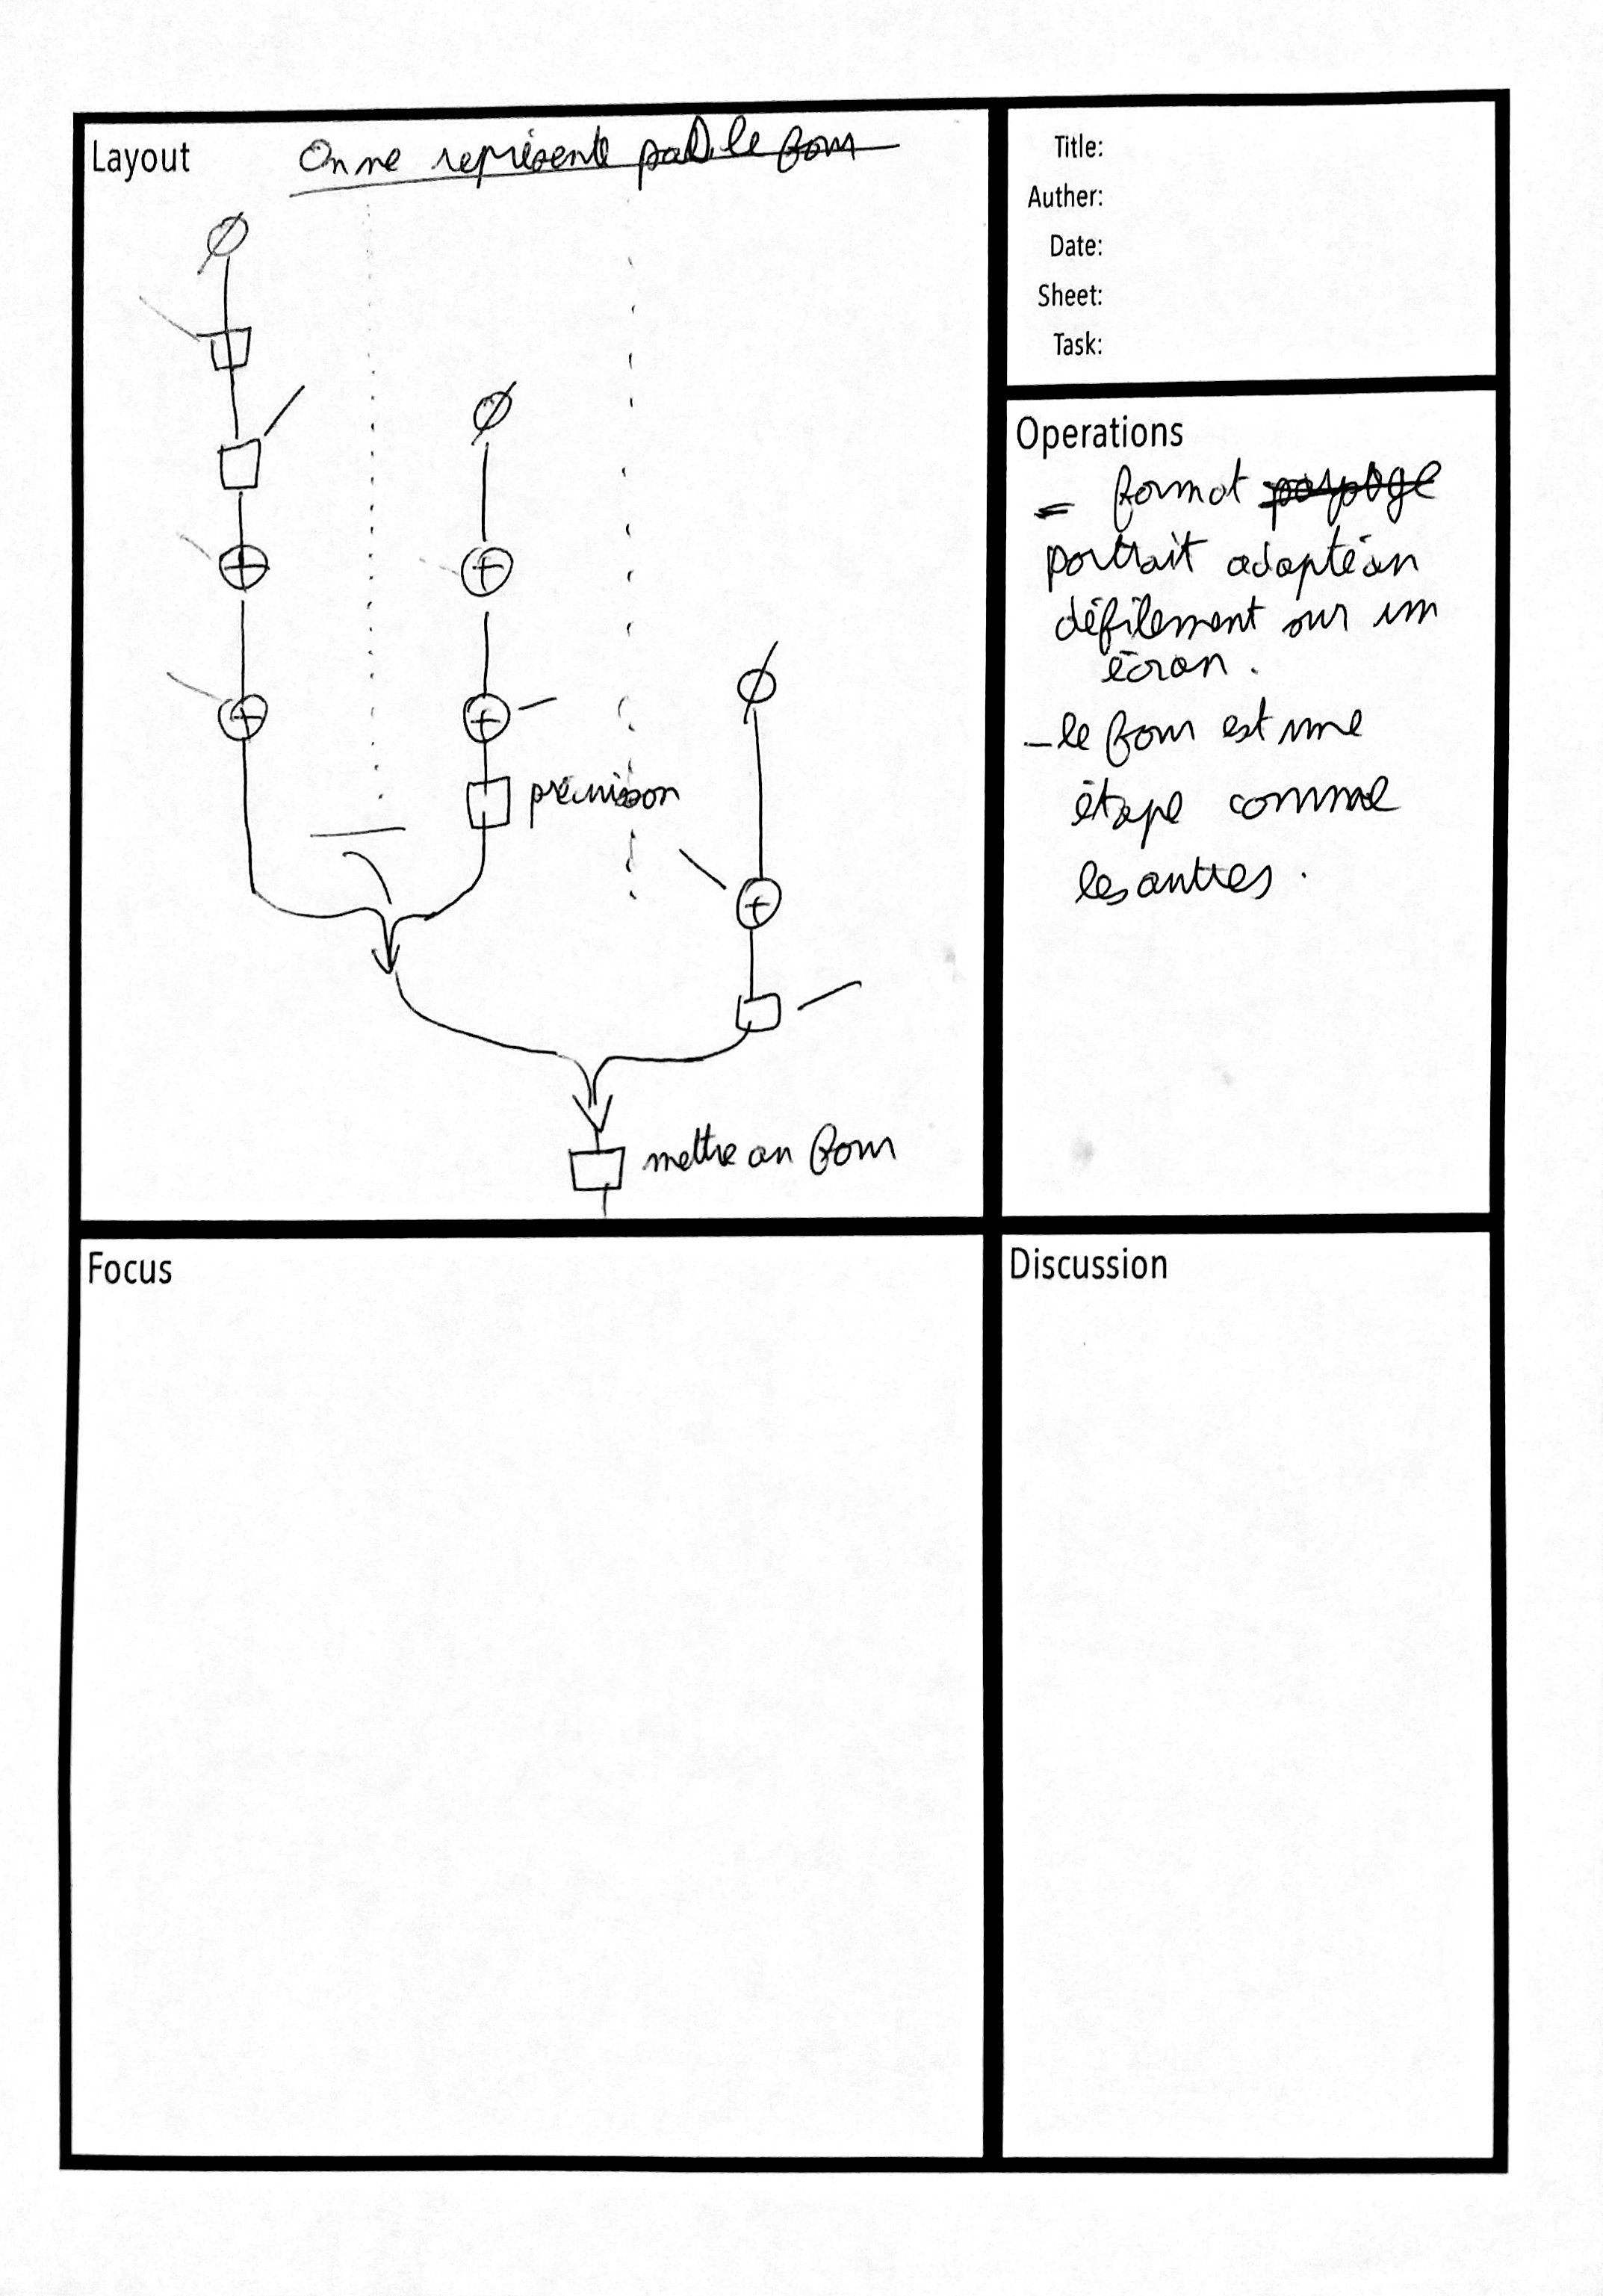 Layout
On ne représente pas le four
précuisson
mettre au four
Title:
Auther:
Date:
Sheet:
Task:
Operations
- format paysage
portrait adapté au
défilement sur un
écran.
- le four est une
étape comme
les autres.
Focus
Discussion